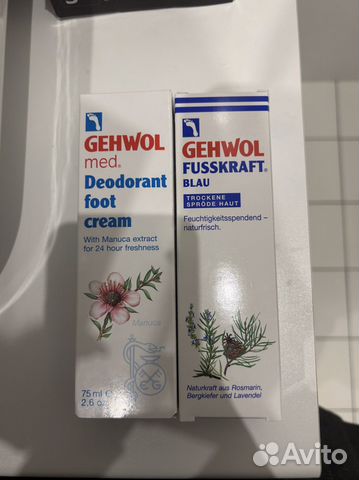 GEHWOL
med.®
Deodorant
foot
cream
With Manuca extract
for 24 hour freshness
Manuca
75 ml
2.6 oz
GEHWOL
FUSSKRAFT®
BLAU
TROCKENE
SPRÖDE HAUT
Feuchtigkeitsspendend –
naturfrisch.
Naturkraft aus Rosmarin,
Bergkiefer und Lavendel
Avito